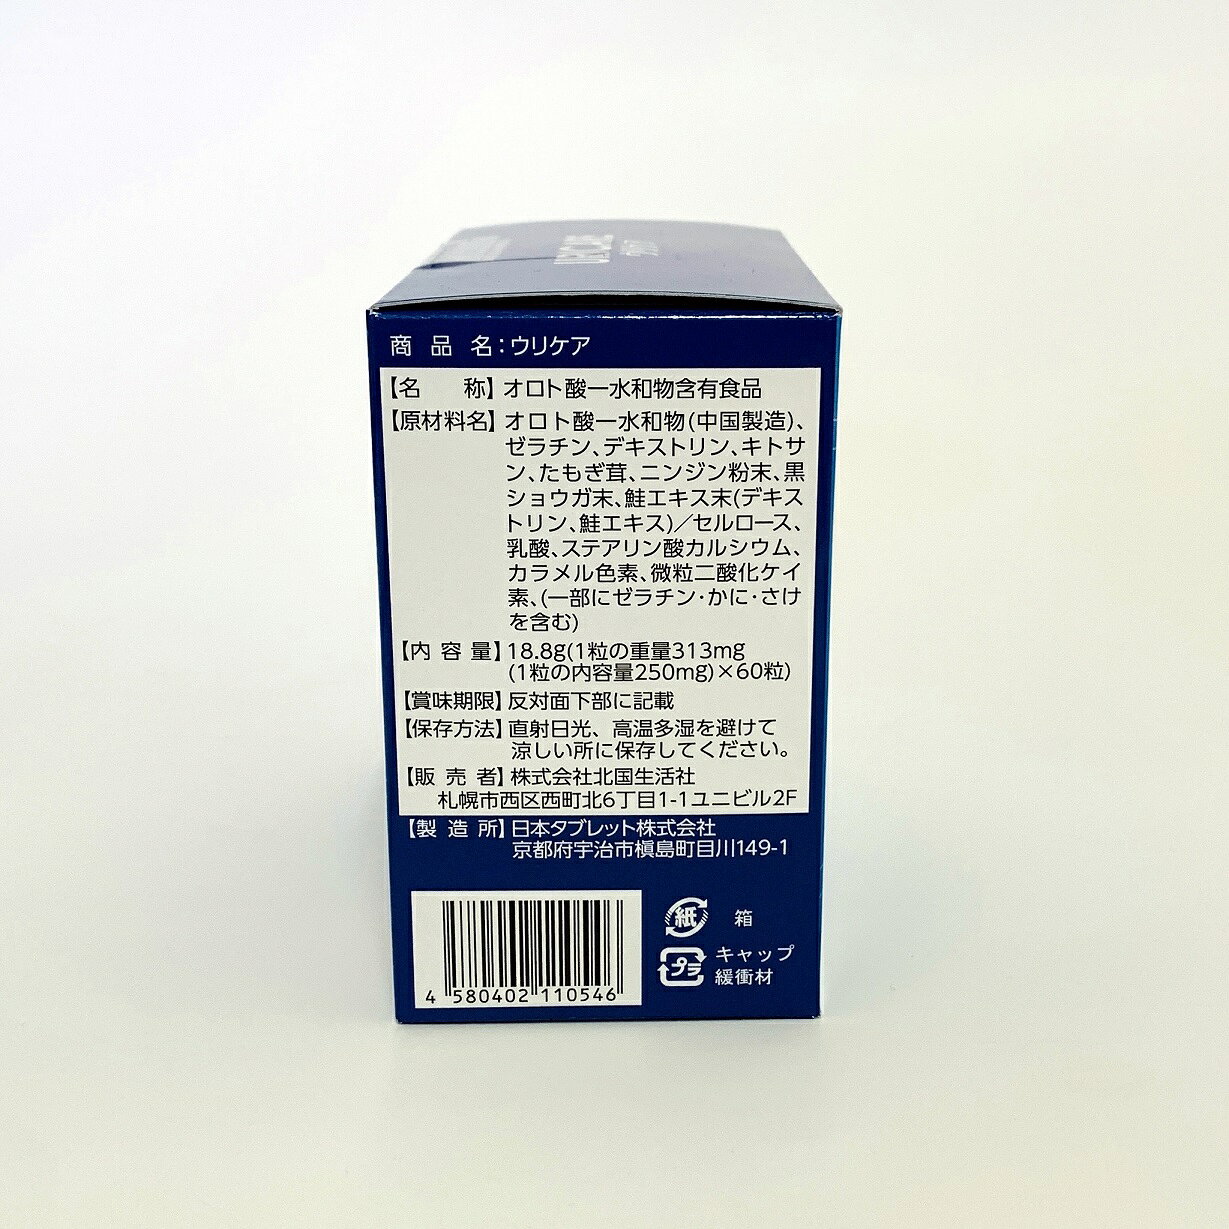 ウリケア
商品名:ウリケア
【名称】オロト酸一水和物含有食品
【原材料名】オロト酸一水和物(中国製造)、
ゼラチン、デキストリン、キトサ
ン、たもぎ茸、ニンジン粉末、黒
ショウガ末、鮭エキス末(デキス
トリン、鮭エキス)/セルロース、
乳酸、ステアリン酸カルシウム、
カラメル色素、微粒二酸化ケイ
素、(一部にゼラチン・かに・さけ
を含む)
【内容量】18.8g(1粒の重量313mg
(1粒の内容量250mg)×60粒)
【賞味期限】反対面下部に記載
【保存方法】直射日光、高温多湿を避けて
涼しい所に保存してください。
【販売者】株式会社北国生活社
札幌市西区西町北6丁目1-1ユニビル2F
【製造所】日本タブレット株式会社
京都府宇治市槇島町目川149-1
4 580402 110546
紙 箱
プラ キャップ
緩衝材